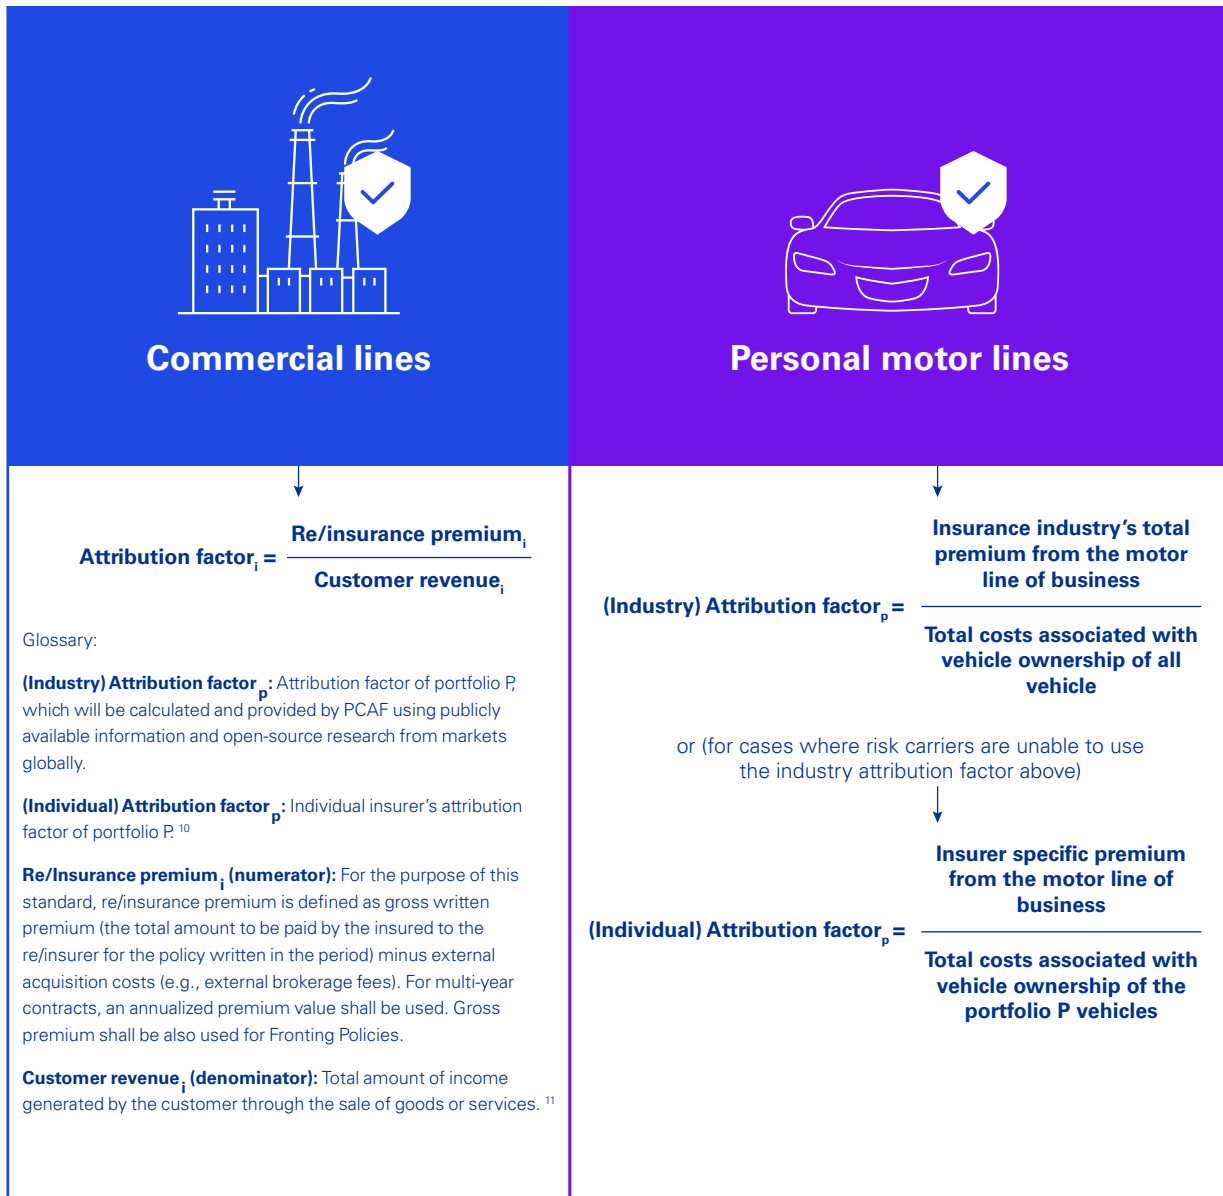 Commercial lines
Attribution factor i = Re/insurance premium i
Customer revenue i
Glossary:
(Industry) Attribution factor p: Attribution factor of portfolio P,
which will be calculated and provided by PCAF using publicly
available information and open-source research from markets
globally.
(Individual) Attribution factor p: Individual insurer's attribution
factor of portfolio P. 10
Re/Insurance premium i (numerator): For the purpose of this
standard, re/insurance premium is defined as gross written
premium (the total amount to be paid by the insured to the
re/insurer for the policy written in the period) minus external
acquisition costs (e.g., external brokerage fees). For multi-year
contracts, an annualized premium value shall be used. Gross
premium shall be also used for Fronting Policies.
Customer revenue i (denominator): Total amount of income
generated by the customer through the sale of goods or services. 11
Personal motor lines
(Industry) Attribution factor p =
Insurance industry's total
premium from the motor
line of business
Total costs associated with
vehicle ownership of all
vehicle
or (for cases where risk carriers are unable to use
the industry attribution factor above)
(Individual) Attribution factor p =
Insurer specific premium
from the motor line of
business
Total costs associated with
vehicle ownership of the
portfolio P vehicles